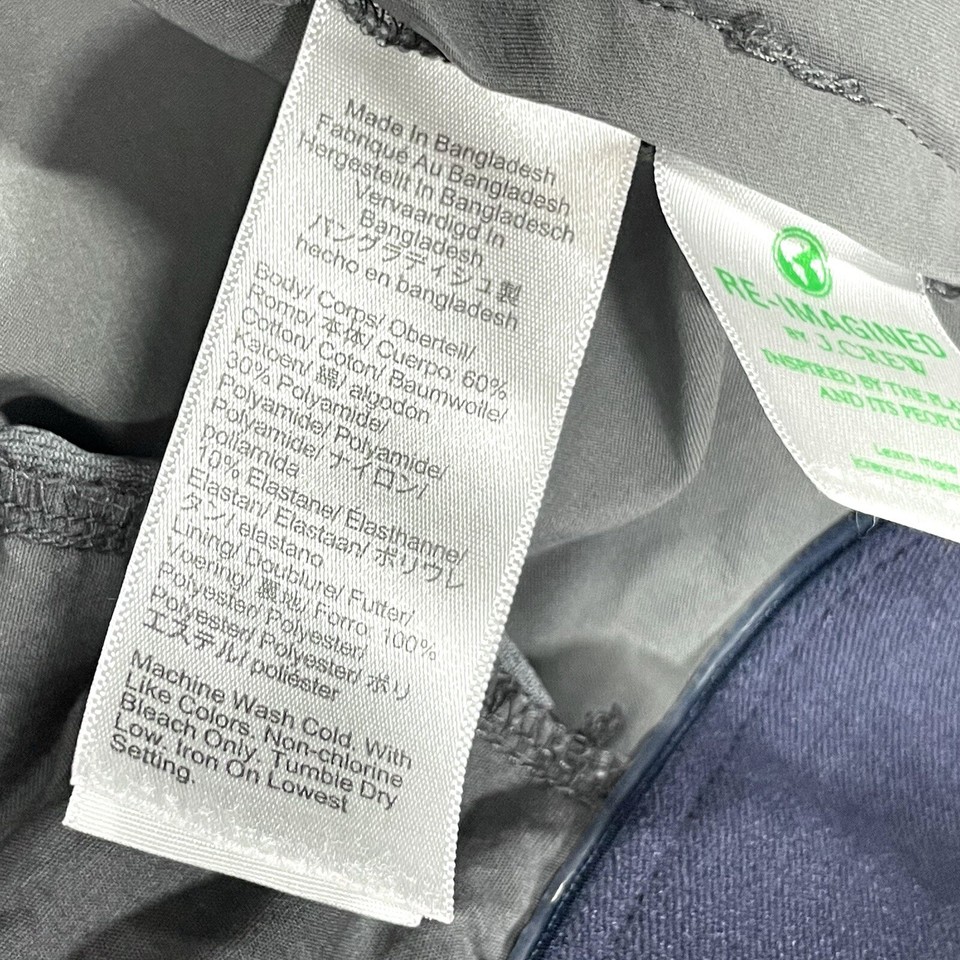 Made In Bangladesh
Fabriqué Au Bangladesh
Hergestellt In Bangladesch
Vervaardigd In
Bangladesh
バングラディシュ製
hecho en bangladesh
Body/ Corps/ Oberteil/
Romp/ 本体/ Cuerpo: 60%
Cotton/ Coton/ Baumwolle/
Katoen/ 綿/ algodon
30% Polyamide/
Polyamide/ Polyamide/
Polyamide/ ナイロン/
poliamida
10% Elastane/ Élasthanne/
Elastan/ Elastaan/ ポリウレ
タン/ elastano
Lining/ Doublure/ Futter/
Voering/ 裏地/ Forro: 100%
Polyester/ Polyester/
Polyester/ Polyester/ ポリ
エステル/ poliéster
Machine Wash Cold. With
Like Colors. Non-chlorine
Bleach Only. Tumble Dry
Low. Iron On Lowest
Setting.
RE-IMAGINED
BY J.CREW
INSPIRED BY THE
AND ITS
Learn more
jcrew.com/